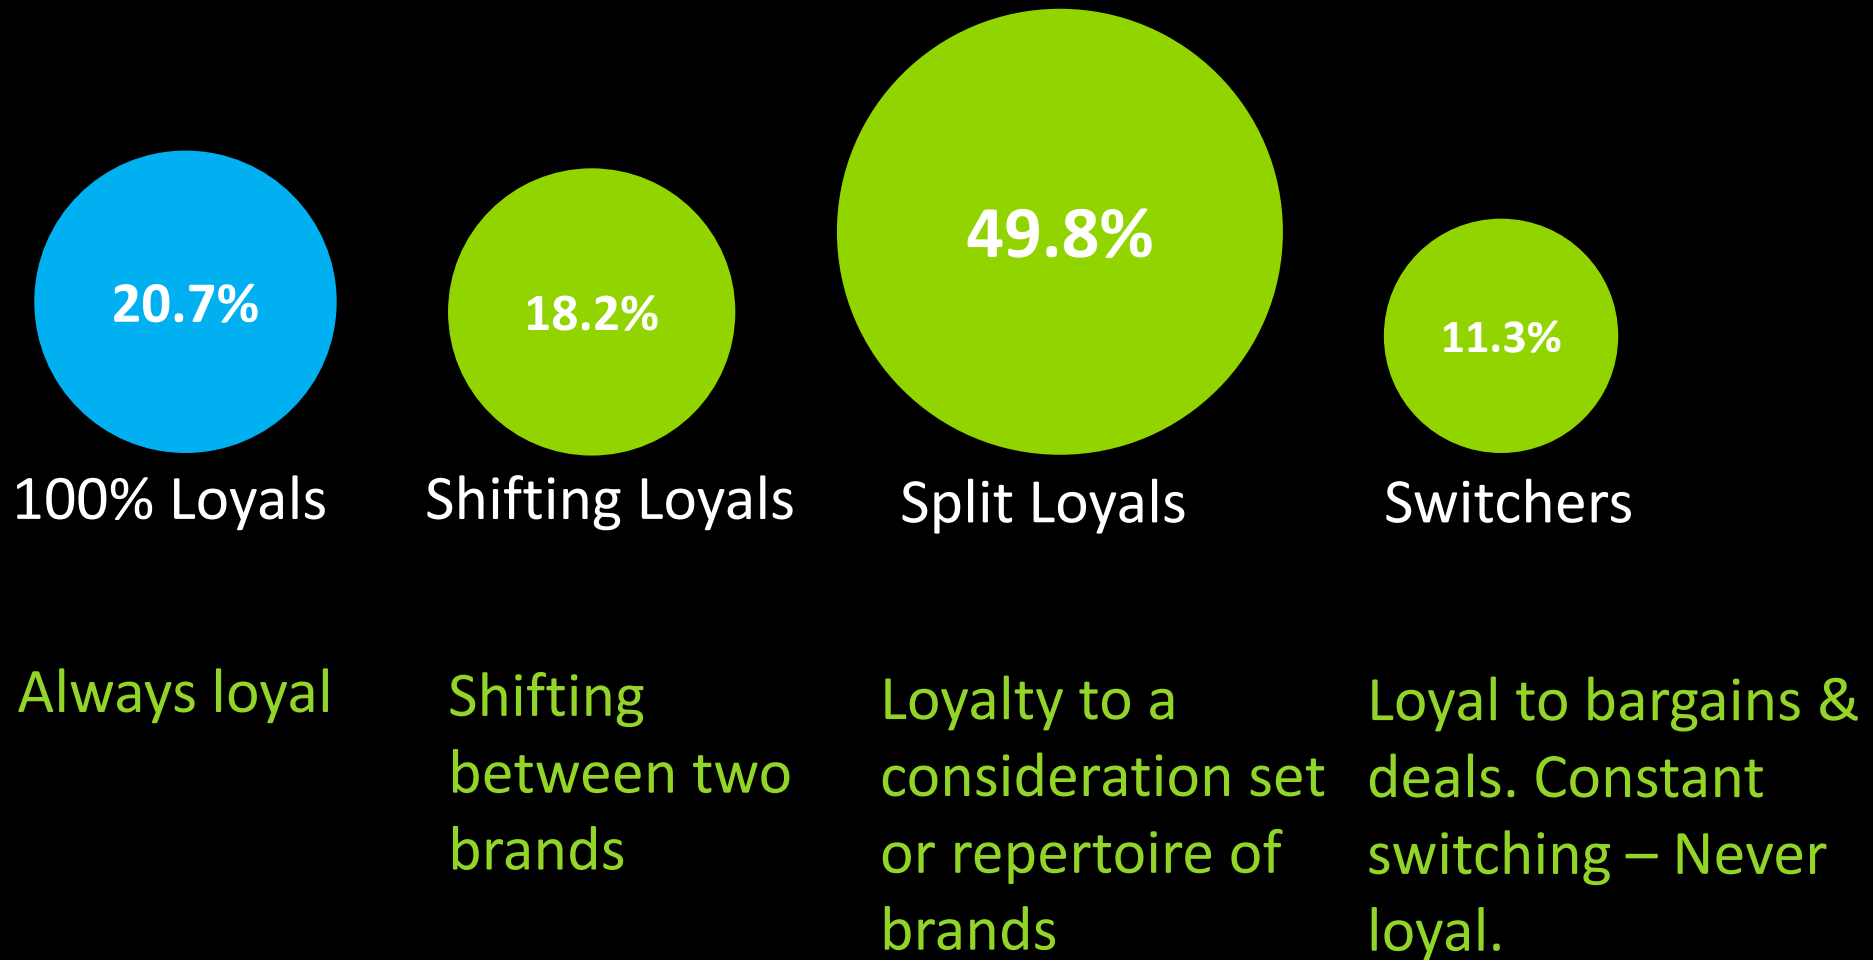 20.7%
18.2%
49.8%
11.3%
100% Loyals
Shifting Loyals
Split Loyals
Switchers
Always loyal
Shifting
between two
brands
Loyalty to a
consideration set
or repertoire of
brands
Loyal to bargains &
deals. Constant
switching – Never
loyal.